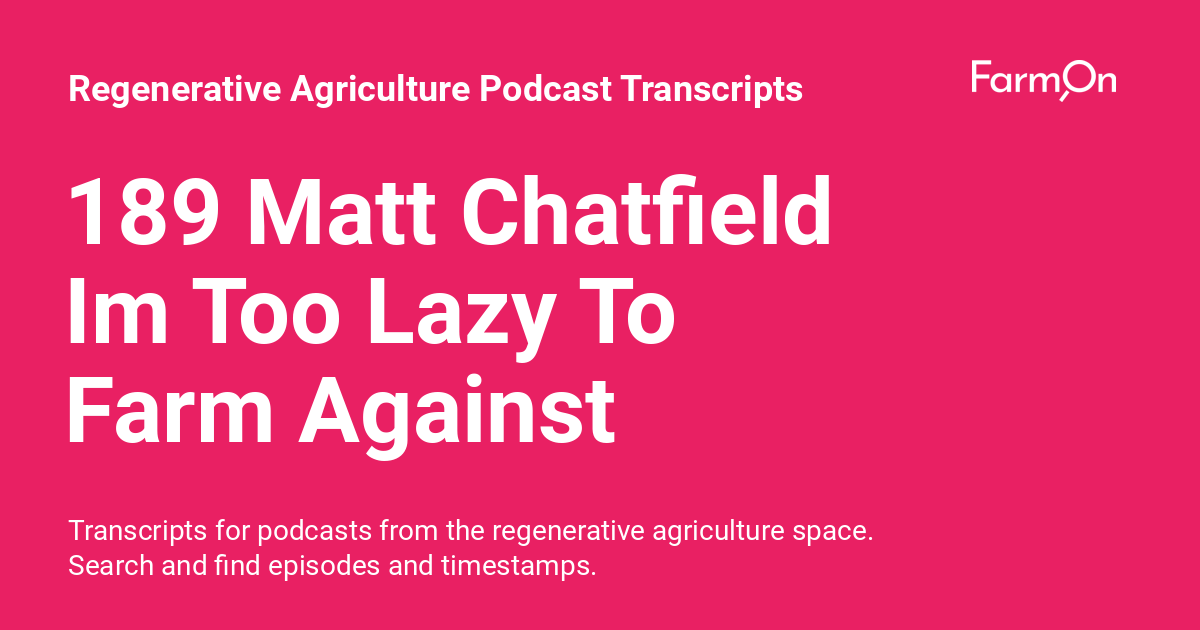 Regenerative Agriculture Podcast Transcripts
FarmOn
189 Matt Chatfield
Im Too Lazy To
Farm Against
Transcripts for podcasts from the regenerative agriculture space.
Search and find episodes and timestamps.